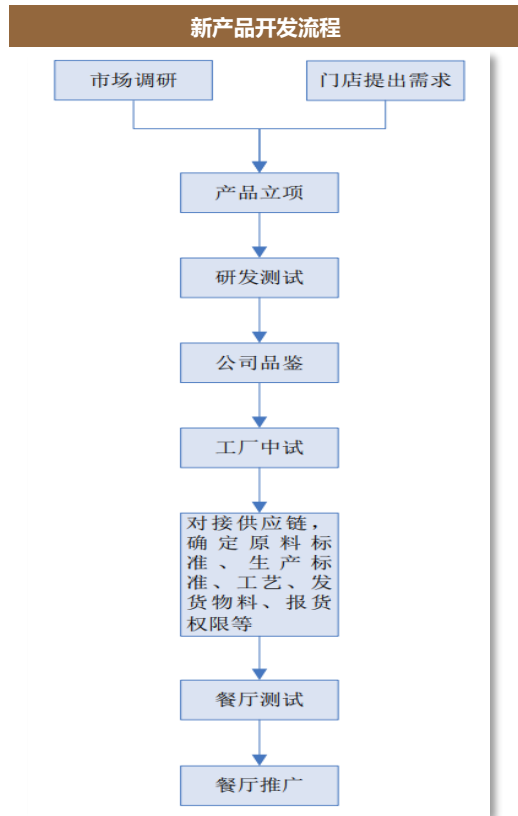 新产品开发流程
市场调研
门店提出需求
产品立项
研发测试
公司品鉴
工厂中试
对接供应链，
确定原料标
准、生产标
准、工艺、发
货物料、报货
权限等
餐厅测试
餐厅推广